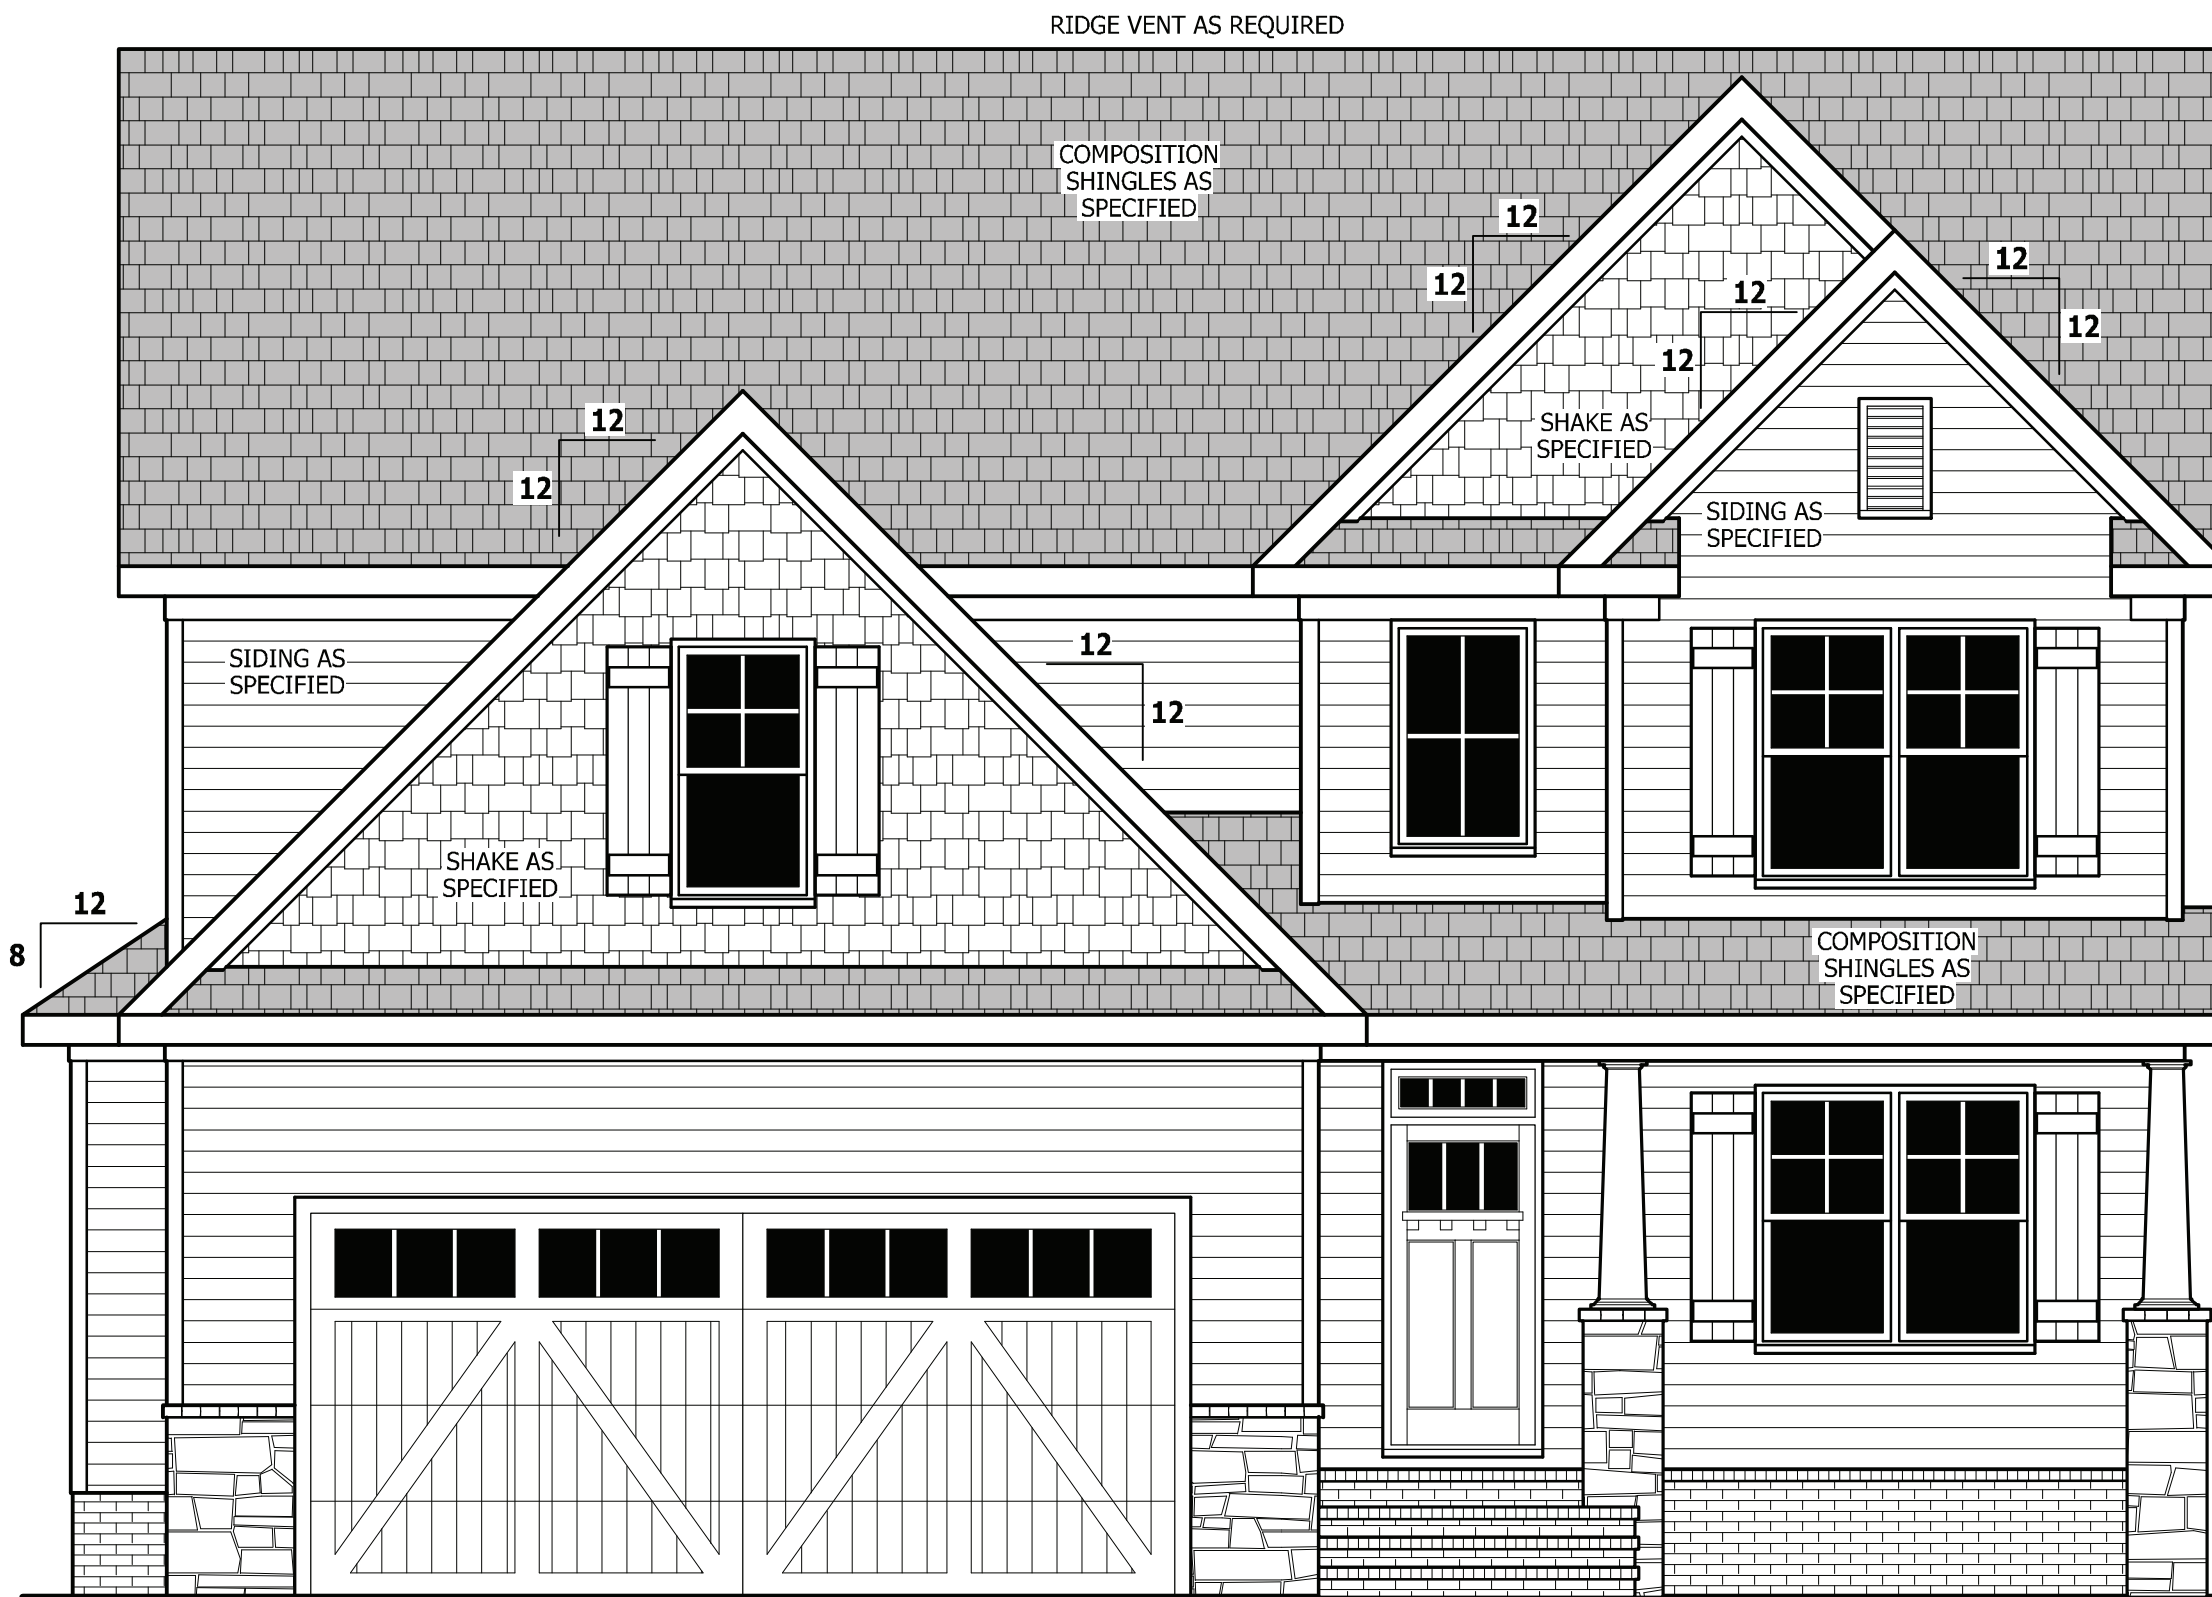 RIDGE VENT AS REQUIRED
COMPOSITION
SHINGLES AS
SPECIFIED
12
12
12
12
12
12
SHAKE AS
SPECIFIED
12
12
SIDING AS
SPECIFIED
12
12
SIDING AS
SPECIFIED
SHAKE AS
SPECIFIED
12
8
COMPOSITION
SHINGLES AS
SPECIFIED